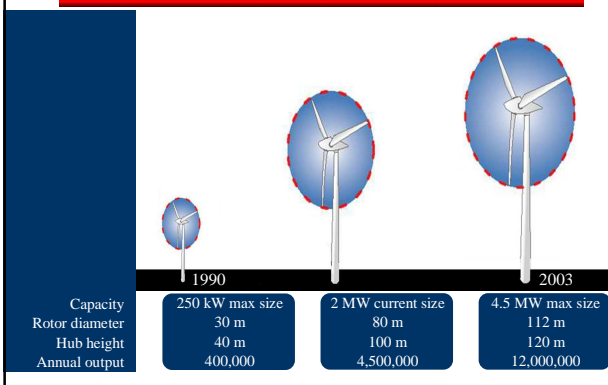 1990
2003
Capacity 250 kW max size 2 MW current size 4.5 MW max size
Rotor diameter 30 m 80 m 112 m
Hub height 40 m 100 m 120 m
Annual output 400,000 4,500,000 12,000,000